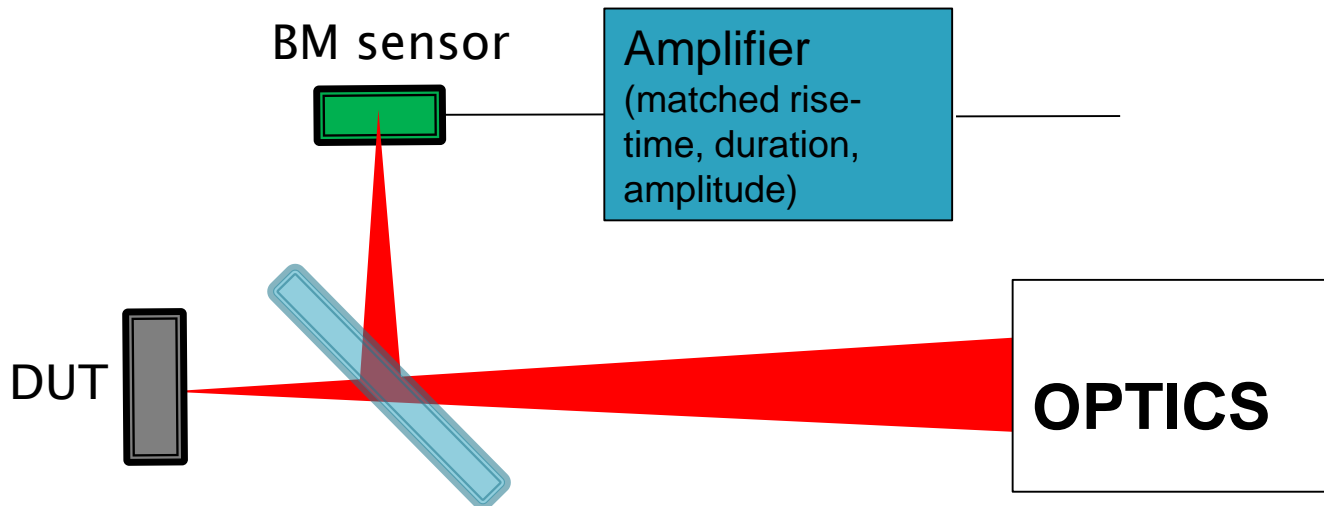 BM sensor
Amplifier
(matched rise-
time, duration,
amplitude)
DUT
OPTICS